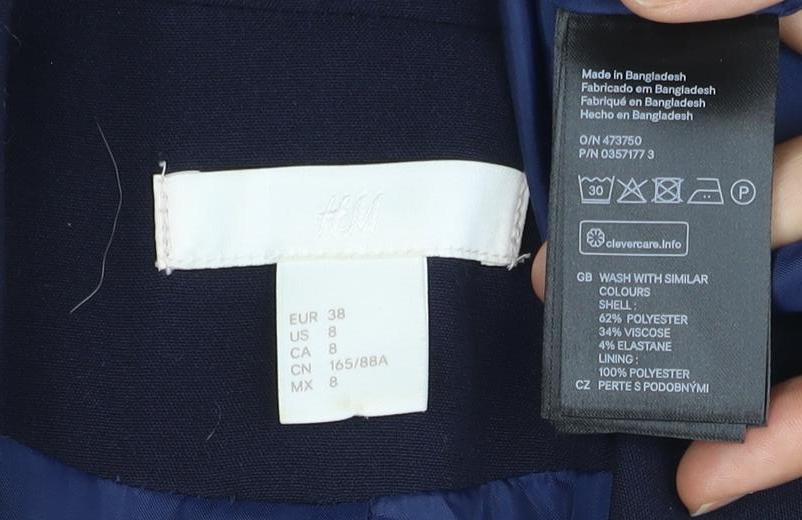 H&M
EUR 38
US 8
CA 8
CN 165/88A
MX 8
Made in Bangladesh
Fabricado em Bangladesh
Fabriqué en Bangladesh
Hecho en Bangladesh
O/N 473750
P/N 0357177 3
30 P
clevercare.info
GB WASH WITH SIMILAR
COLOURS
SHELL :
62% POLYESTER
34% VISCOSE
4% ELASTANE
LINING :
100% POLYESTER
CZ PERTE S PODOBNÝMI